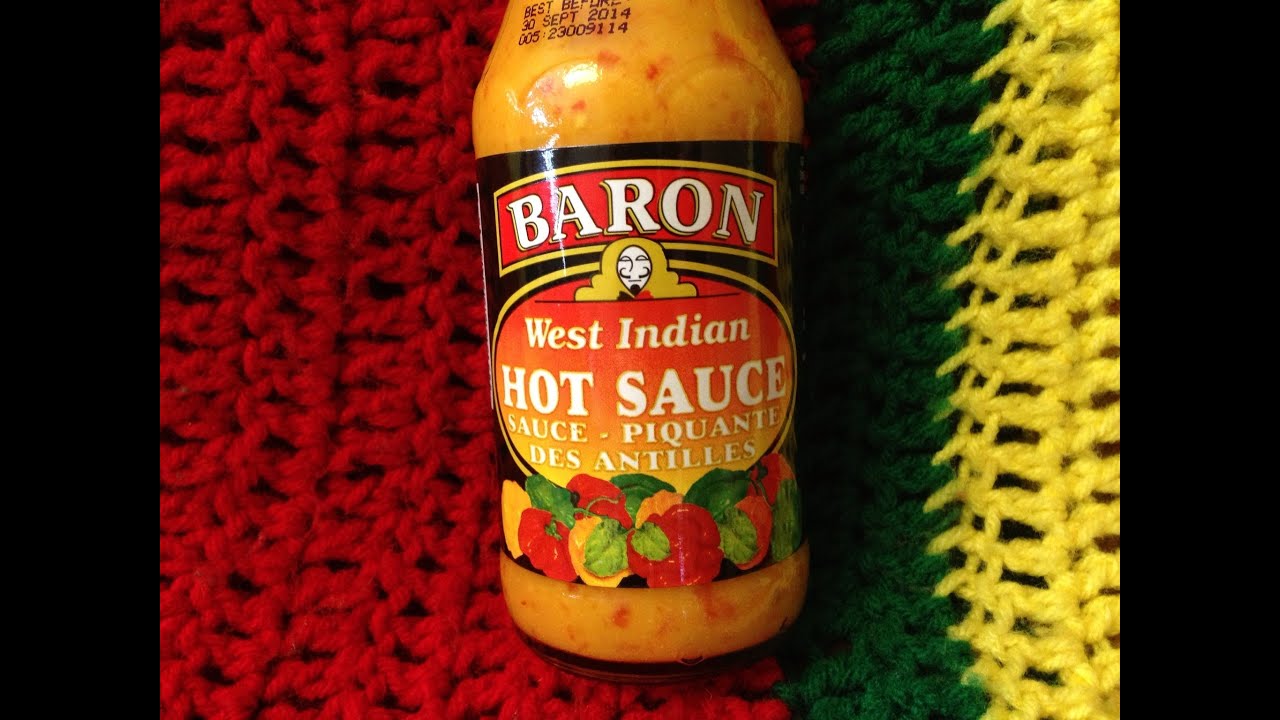 BEST BEFORE
30 SEPT 2014
005:23009114
BARON
West Indian
HOT SAUCE
SAUCE - PIQUANTE
DES ANTILLES